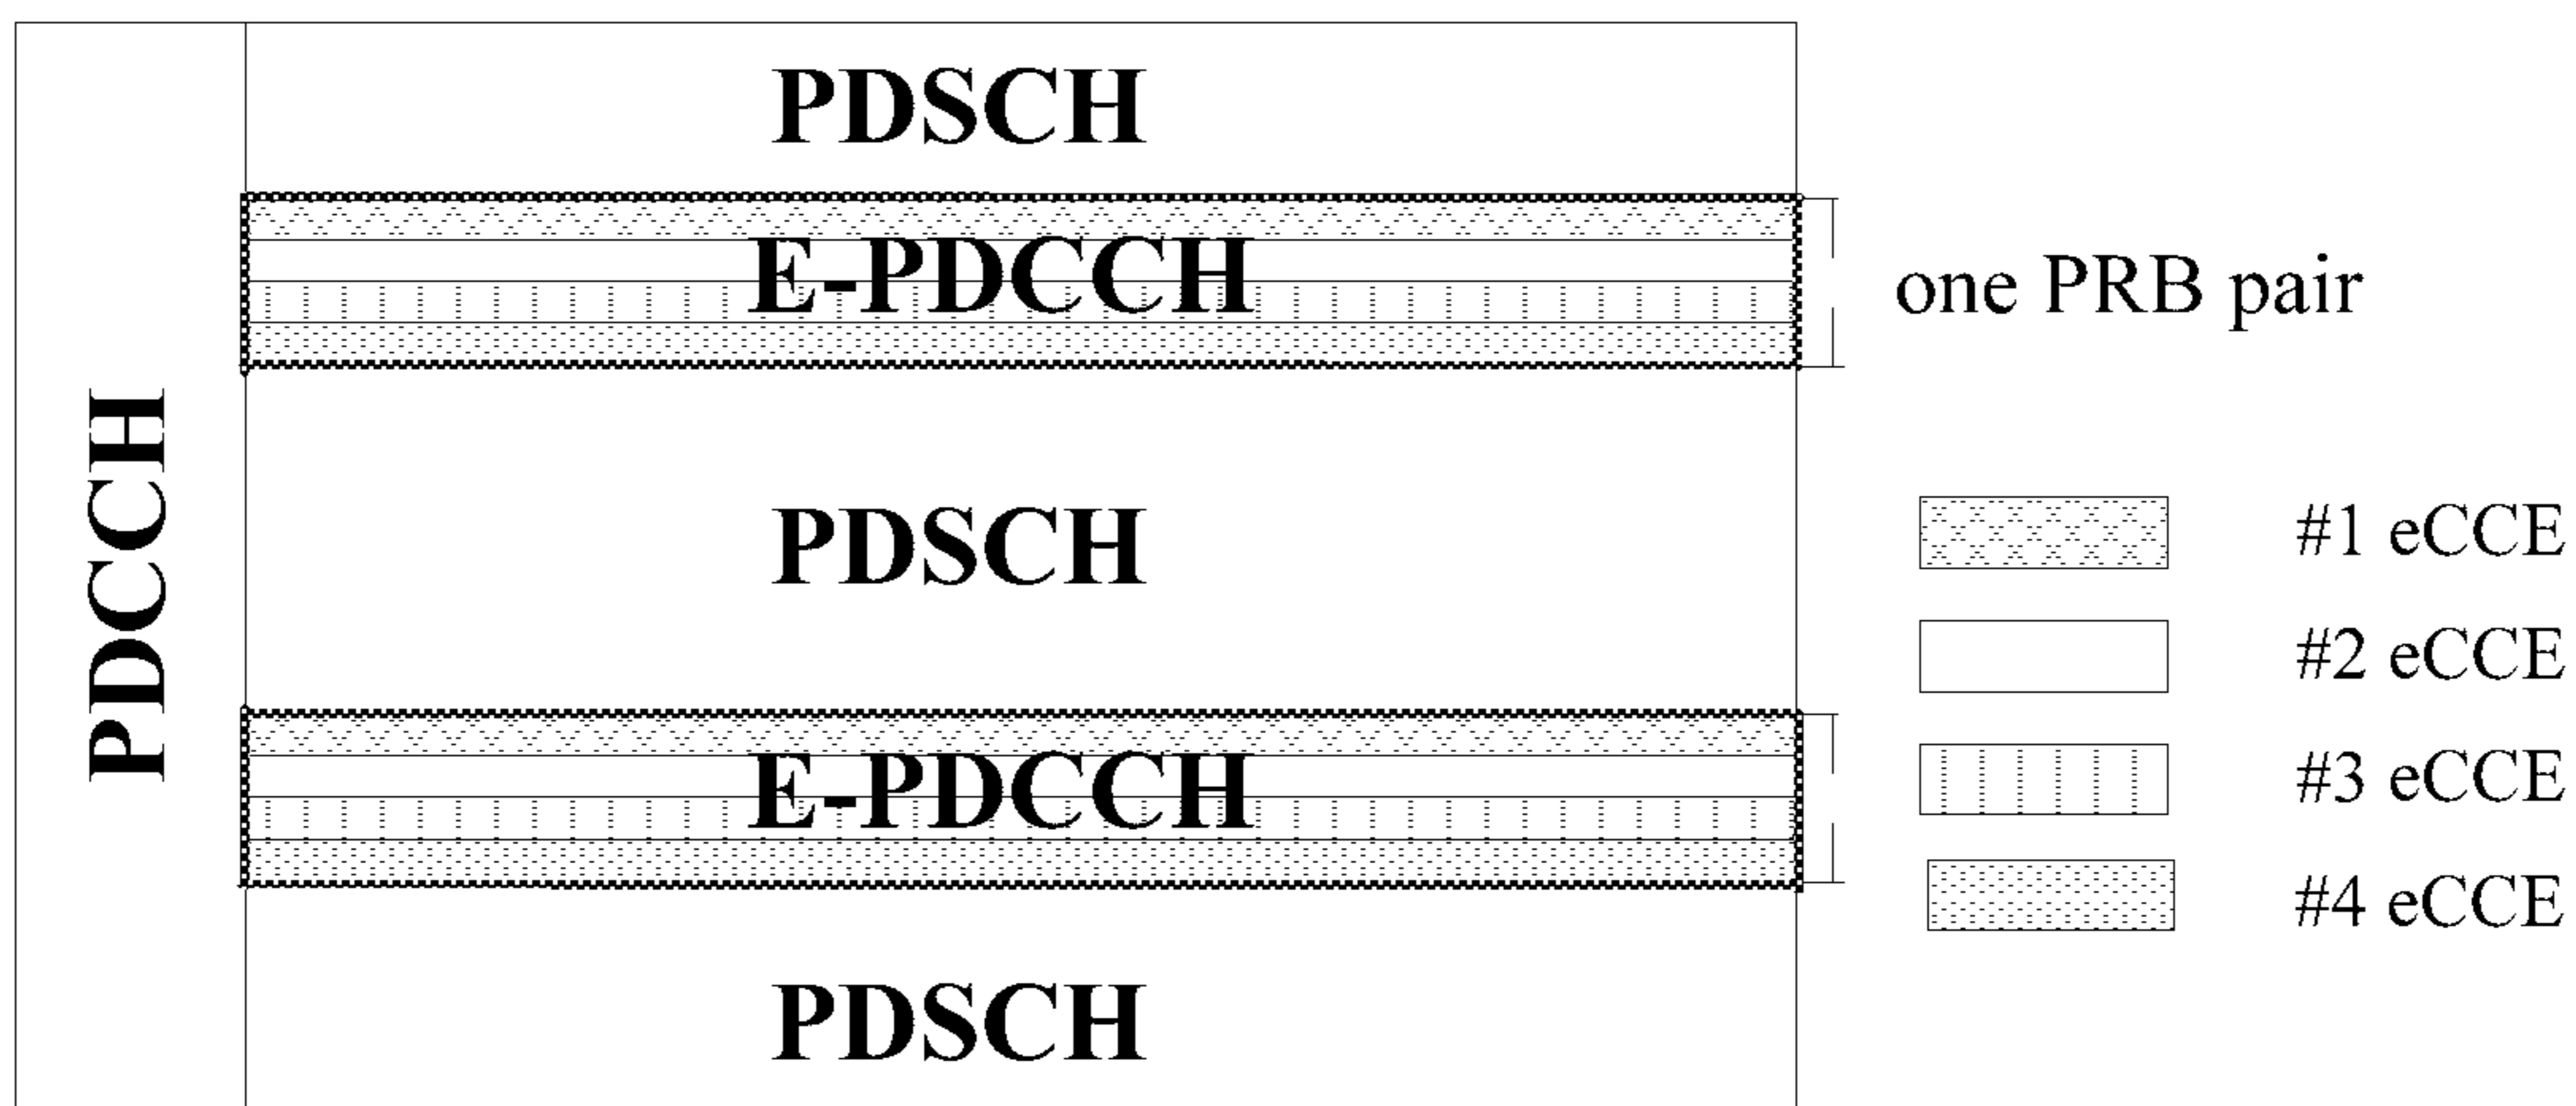 PDCCH
PDSCH
E-PDCCH
PDSCH
E-PDCCH
PDSCH
one PRB pair
#1 eCCE
#2 eCCE
#3 eCCE
#4 eCCE